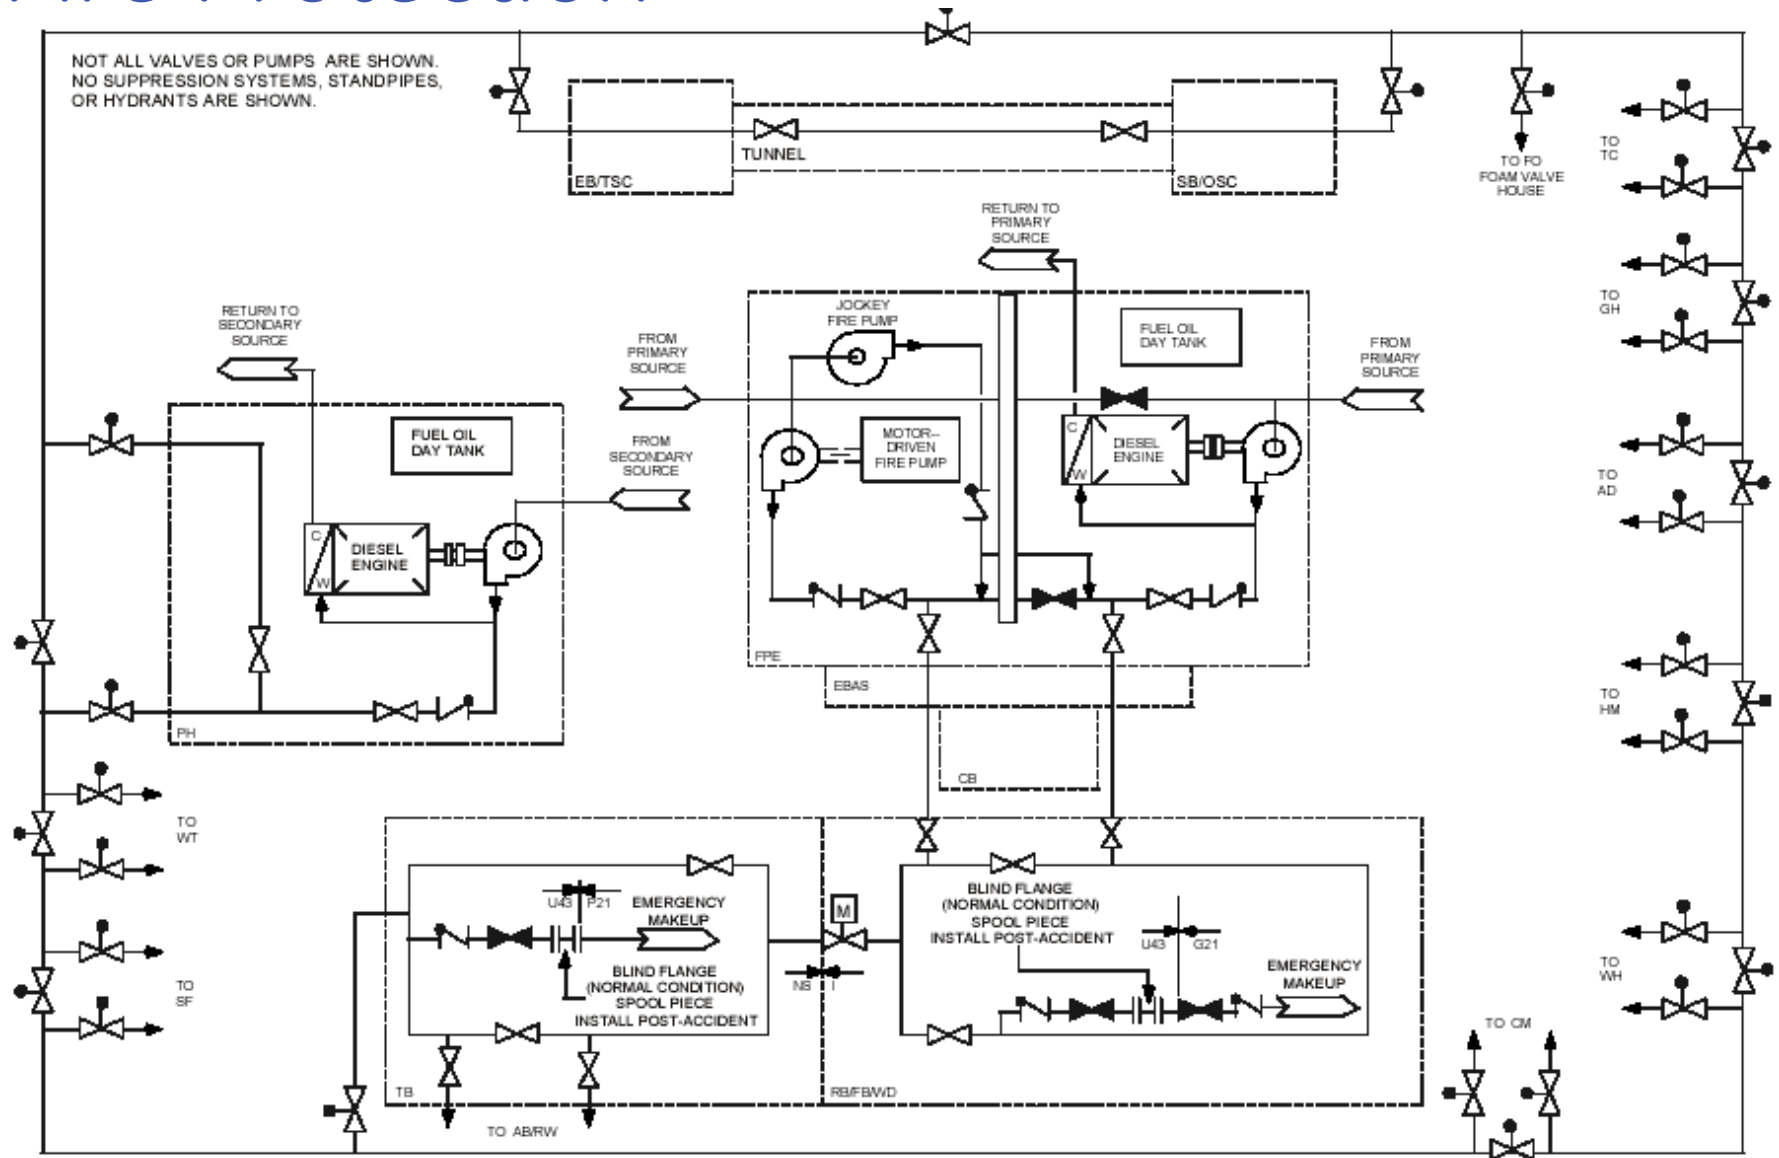 Fire Protection
NOT ALL VALVES OR PUMPS ARE SHOWN.
NO SUPPRESSION SYSTEMS, STANDPIPES,
OR HYDRANTS ARE SHOWN.
EB/TSC
TUNNEL
SB/OSC
TO FO
FOAM VALVE
HOUSE
TO
TC
RETURN TO
PRIMARY
SOURCE
TO
GH
RETURN TO
SECONDARY
SOURCE
FROM
PRIMARY
SOURCE
JOCKEY
FIRE PUMP
FUEL OIL
DAY TANK
FROM
PRIMARY
SOURCE
FUEL OIL
DAY TANK
FROM
SECONDARY
SOURCE
MOTOR--
DRIVEN
FIRE PUMP
C
W
DIESEL
ENGINE
TO
AD
C
W
DIESEL
ENGINE
FPE
EBAS
TO
HM
PH
CB
TO
WT
U43
P21
EMERGENCY
MAKEUP
M
BLIND FLANGE
(NORMAL CONDITION)
SPOOL PIECE
INSTALL POST-ACCIDENT
U43
G21
EMERGENCY
MAKEUP
TO
WH
BLIND FLANGE
(NORMAL CONDITION)
SPOOL PIECE
INSTALL POST-ACCIDENT
NS
I
TO
SF
TO CM
TB
RB/FB/WD
TO AB/RW